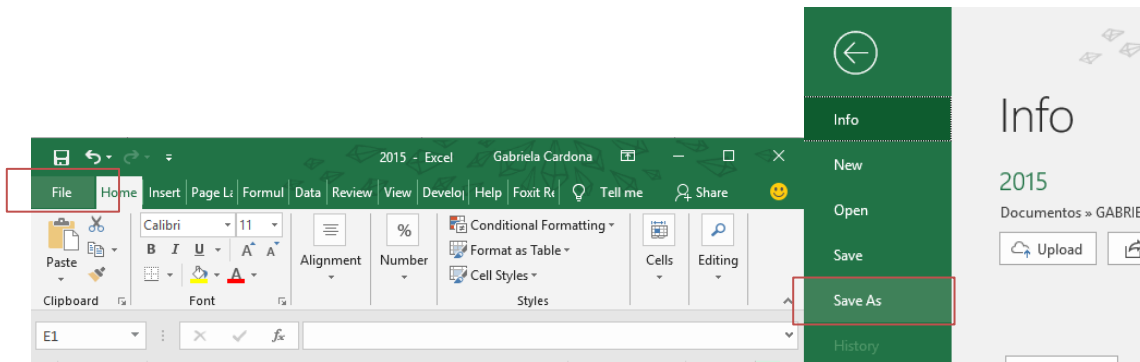 2015 - Excel
Gabriela Cardona
File
Home
Insert
Page La
Formul
Data
Review
View
Develo
Help
Foxit Re
Tell me
Share
Paste
Clipboard
Calibri
11
B I U A A
A
Font
Alignment
%
Number
Conditional Formatting
Format as Table
Cell Styles
Styles
Cells
Editing
E1
fx
Info
New
Open
Save
Save As
History
Info
2015
Documentos » GABRIE
Upload